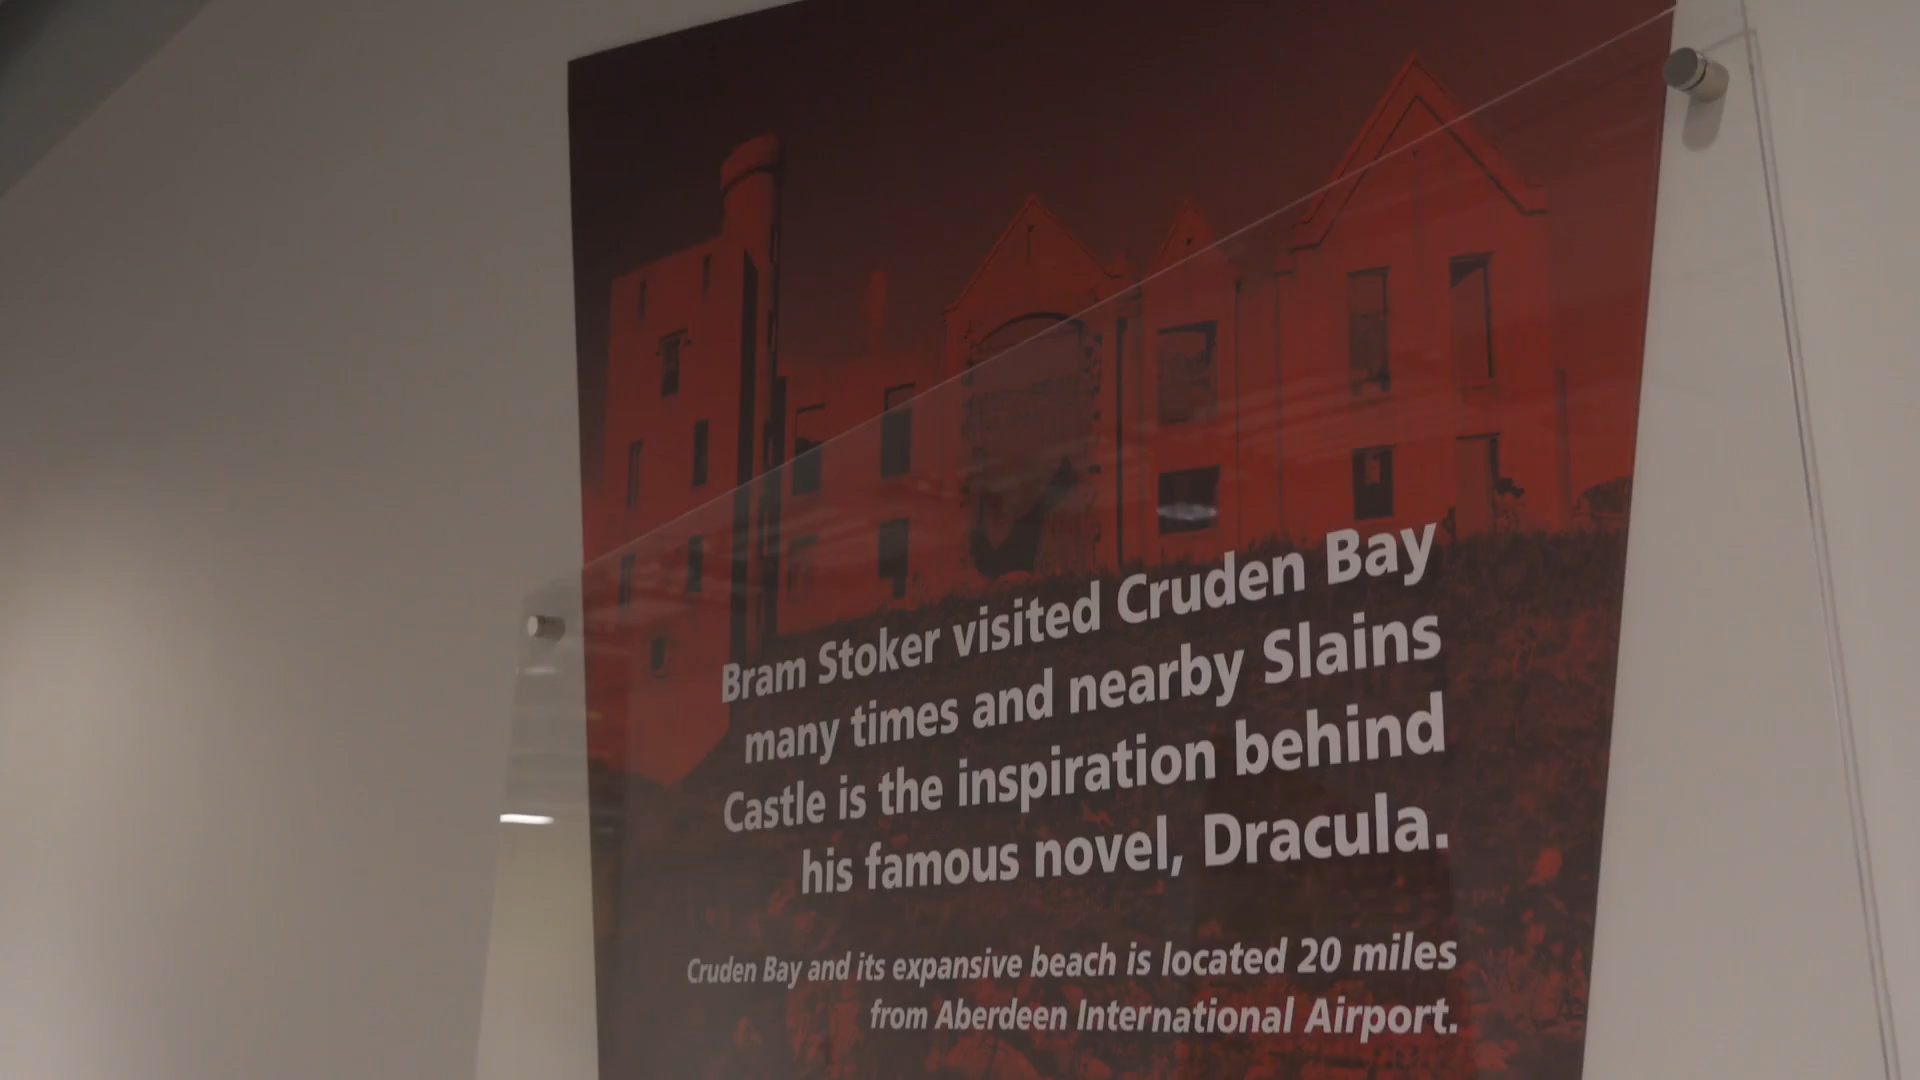 Bram Stoker visited Cruden Bay
many times and nearby Slains
Castle is the inspiration behind
his famous novel, Dracula.
Cruden Bay and its expansive beach is located 20 miles
from Aberdeen International Airport.